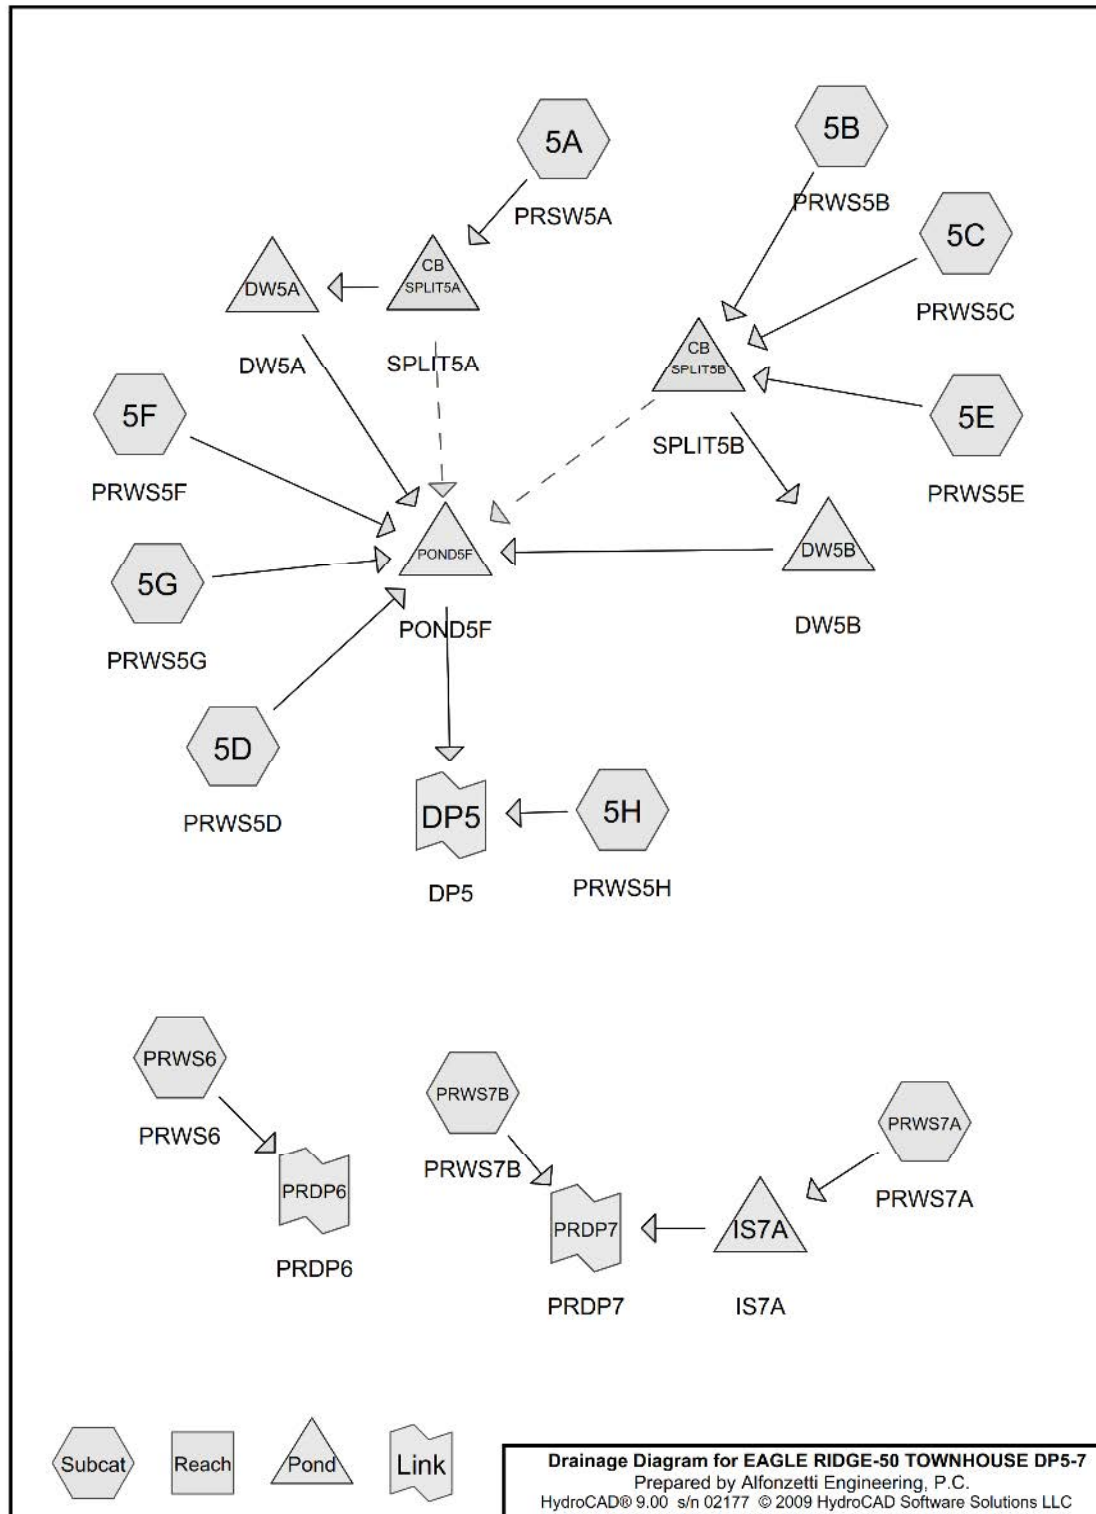 5A
PRSW5A
5B
PRWS5B
5C
PRWS5C
CB
SPLIT5A
SPLIT5A
DW5A
DW5A
CB
SPLIT5B
SPLIT5B
5E
PRWS5E
5F
PRWS5F
POND5F
POND5F
DW5B
DW5B
5G
PRWS5G
5D
PRWS5D
DP5
DP5
5H
PRWS5H
PRWS6
PRWS6
PRDP6
PRDP6
PRWS7B
PRWS7B
PRDP7
PRDP7
IS7A
IS7A
PRWS7A
PRWS7A
Subcat
Reach
Pond
Link
Drainage Diagram for EAGLE RIDGE-50 TOWNHOUSE DP5-7
Prepared by Alfonzetti Engineering, P.C.
HydroCAD® 9.00 s/n 02177 © 2009 HydroCAD Software Solutions LLC